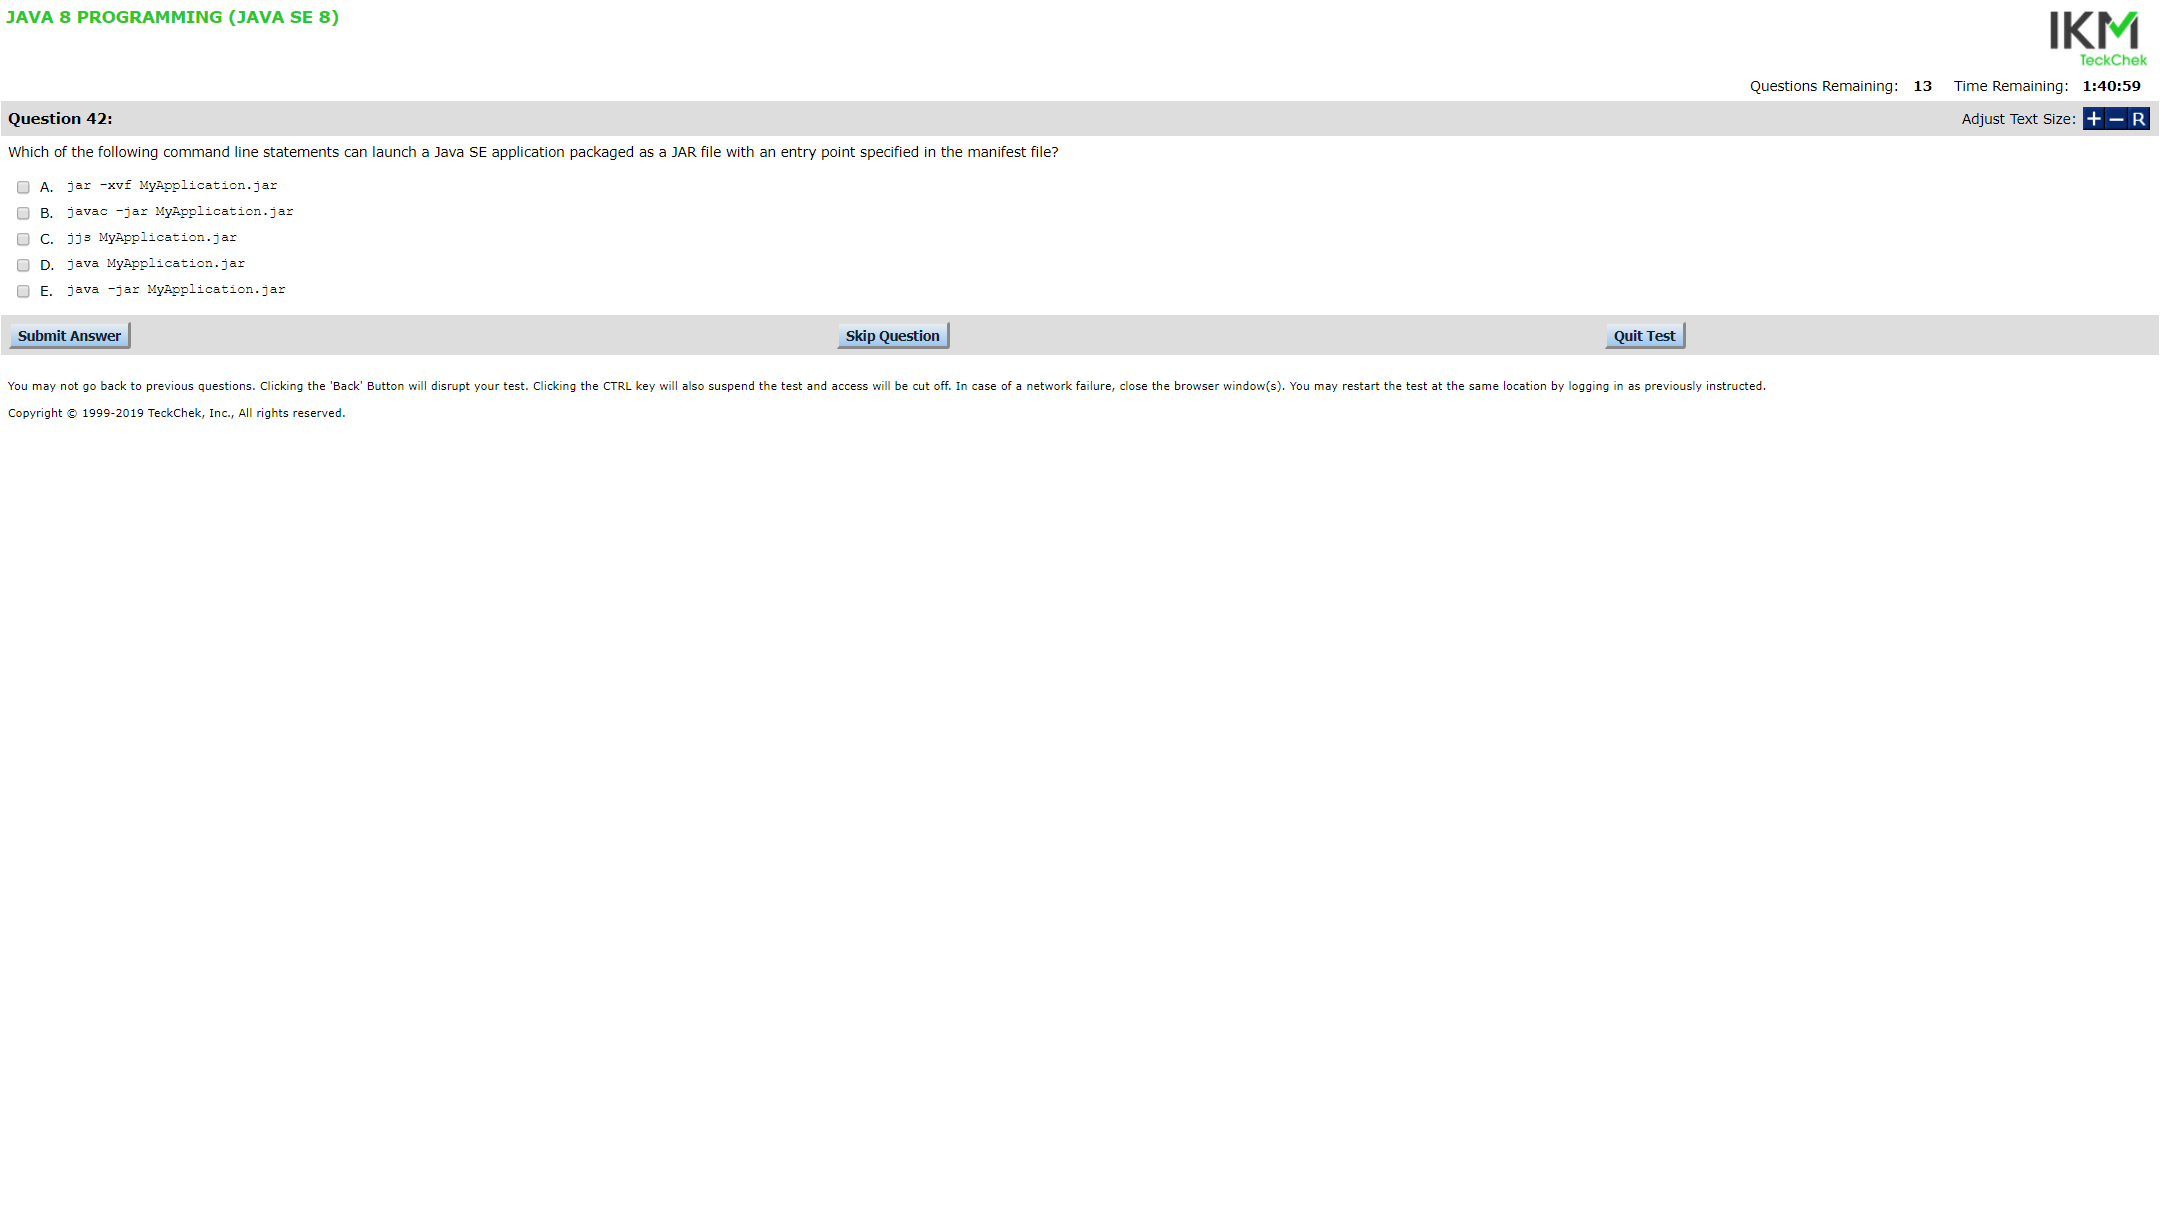 JAVA 8 PROGRAMMING (JAVA SE 8)
IKM
TeckChek
Questions Remaining: 13 Time Remaining: 1:40:59
Question 42:
Adjust Text Size: + − R
Which of the following command line statements can launch a Java SE application packaged as a JAR file with an entry point specified in the manifest file?
A. jar -xvf MyApplication.jar
B. javac -jar MyApplication.jar
C. jjs MyApplication.jar
D. java MyApplication.jar
E. java -jar MyApplication.jar
Submit Answer Skip Question Quit Test
You may not go back to previous questions. Clicking the 'Back' Button will disrupt your test. Clicking the CTRL key will also suspend the test and access will be cut off. In case of a network failure, close the browser window(s). You may restart the test at the same location by logging in as previously instructed.
Copyright © 1999-2019 TeckChek, Inc., All rights reserved.